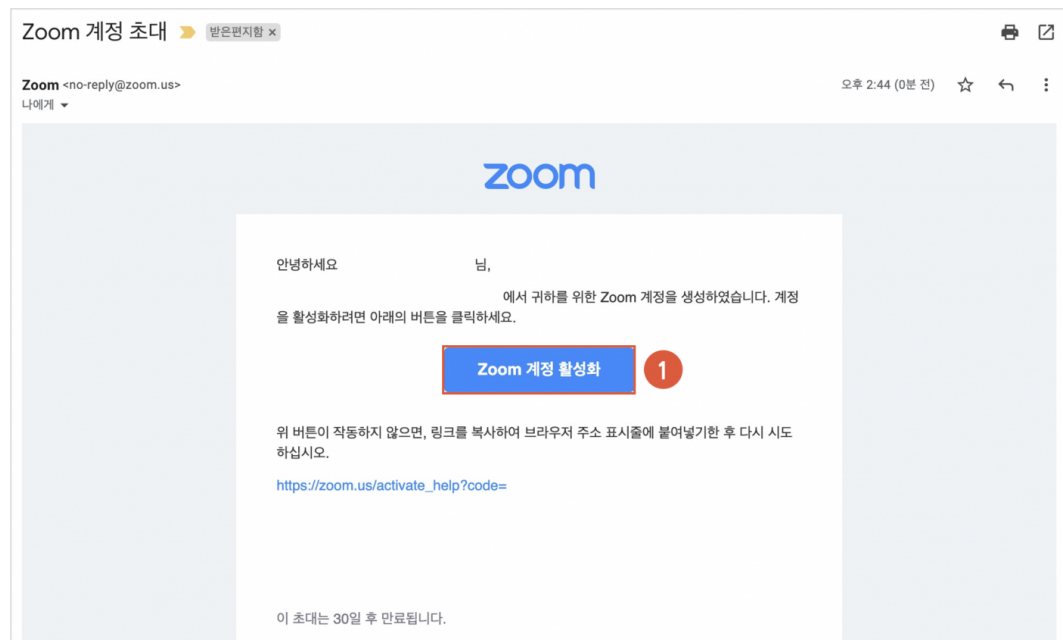 Zoom 계정 초대 받은편지함 ×
Zoom <no-reply@zoom.us> 오후 2:44 (0분 전)
나에게
zoom
안녕하세요 님,
에서 귀하를 위한 Zoom 계정을 생성하였습니다. 계정
을 활성화하려면 아래의 버튼을 클릭하세요.
Zoom 계정 활성화 1
위 버튼이 작동하지 않으면, 링크를 복사하여 브라우저 주소 표시줄에 붙여넣기한 후 다시 시도
하십시오.
https://zoom.us/activate_help?code=
이 초대는 30일 후 만료됩니다.